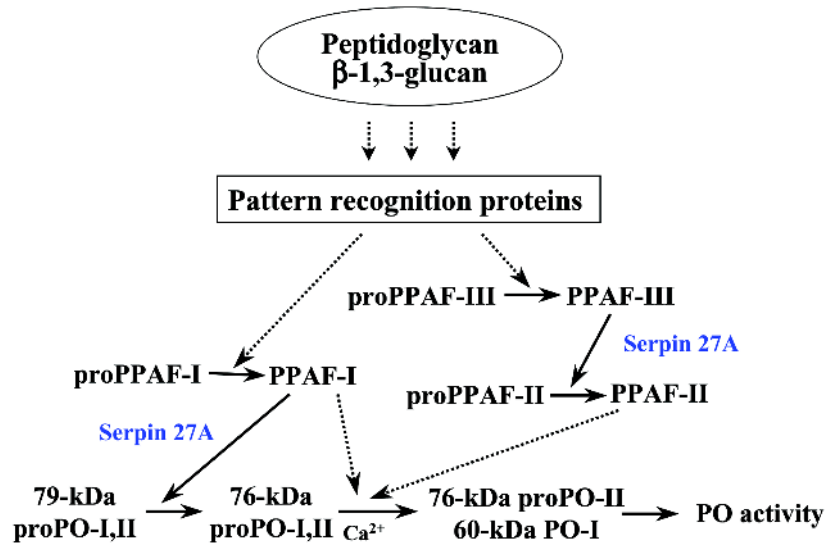 Peptidoglycan
β-1,3-glucan
Pattern recognition proteins
proPPAF-III PPAF-III
Serpin 27A
proPPAF-I PPAF-I
proPPAF-II PPAF-II
Serpin 27A
79-kDa
proPO-I,II
76-kDa
proPO-I,II
Ca²⁺
76-kDa proPO-II
60-kDa PO-I
PO activity